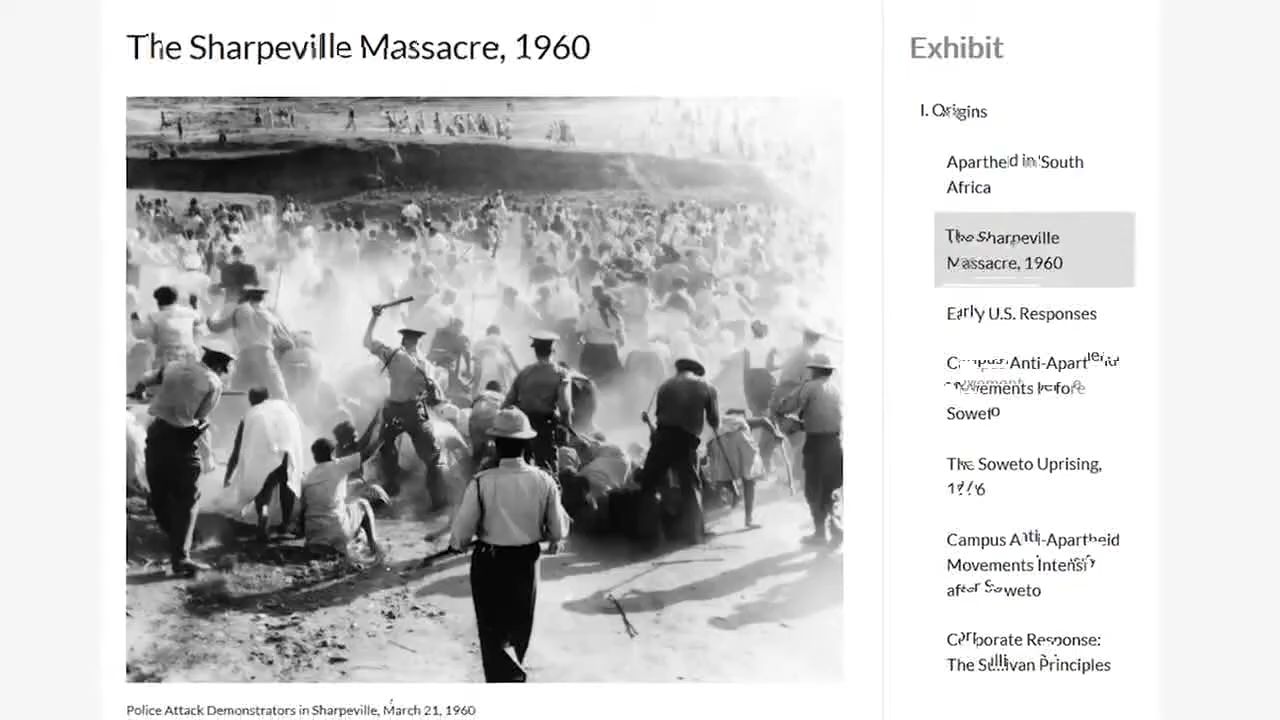 The Sharpeville Massacre, 1960
Police Attack Demonstrators in Sharpeville, March 21, 1960
Exhibit
I. Origins
Apartheid in South
Africa
The Sharpeville
Massacre, 1960
Early U.S. Responses
Campus Anti-Apartheid
Movements before
Soweto
The Soweto Uprising,
1976
Campus Anti-Apartheid
Movements Intensify
after Soweto
Corporate Response:
The Sullivan Principles